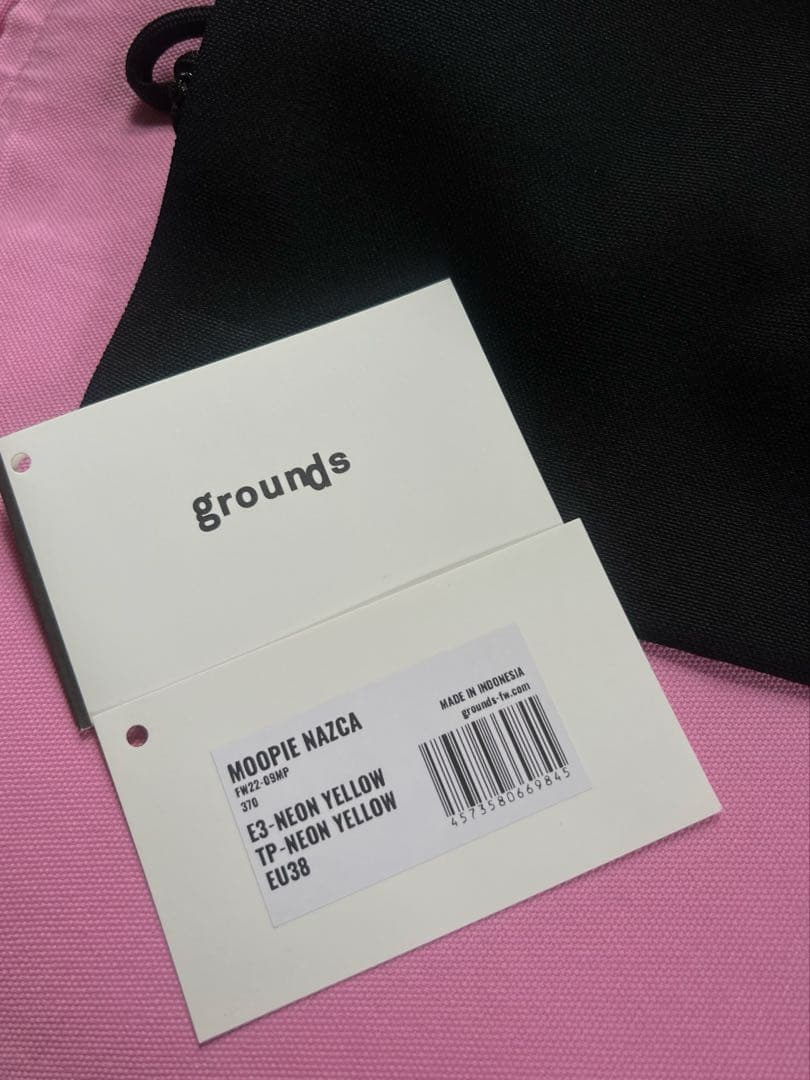 grounds
MOOPIE NAZCA
FW22-09MP
370
E3-NEON YELLOW
TP-NEON YELLOW
EU38
MADE IN INDONESIA
grounds-fw.com
4573580669845